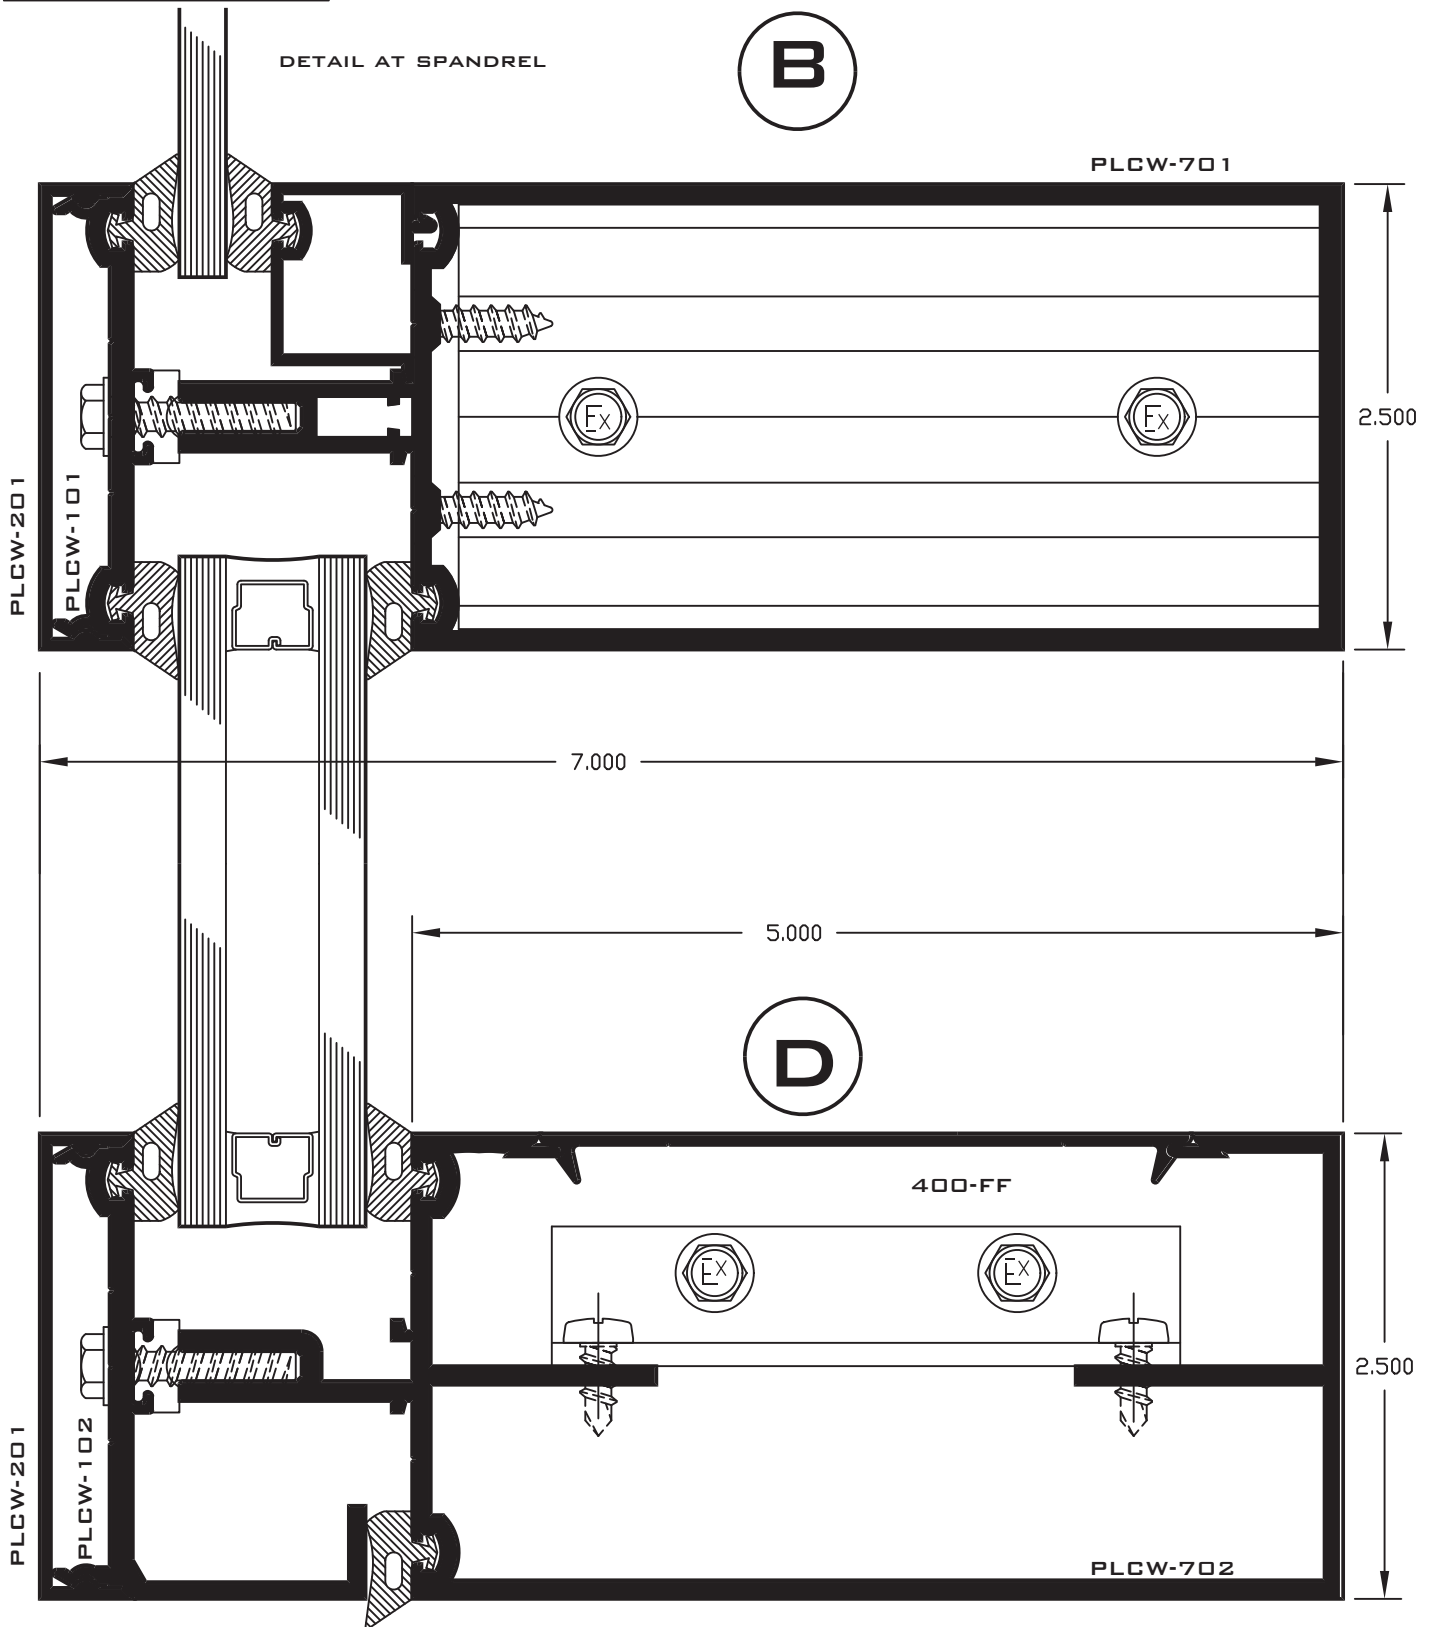 DETAIL AT SPANDREL
B
PLCW-701
Ex
Ex
2.500
PLCW-201
PLCW-101
7.000
5.000
D
400-FF
Ex
Ex
2.500
PLCW-201
PLCW-102
PLCW-702